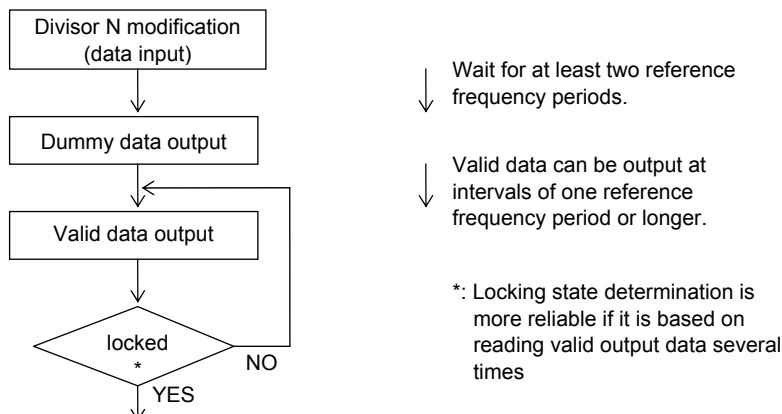 Divisor N modification
(data input)
Wait for at least two reference
frequency periods.
Dummy data output
Valid data can be output at
intervals of one reference
frequency period or longer.
Valid data output
*: Locking state determination is
more reliable if it is based on
reading valid output data several
times
locked
*
NO
YES